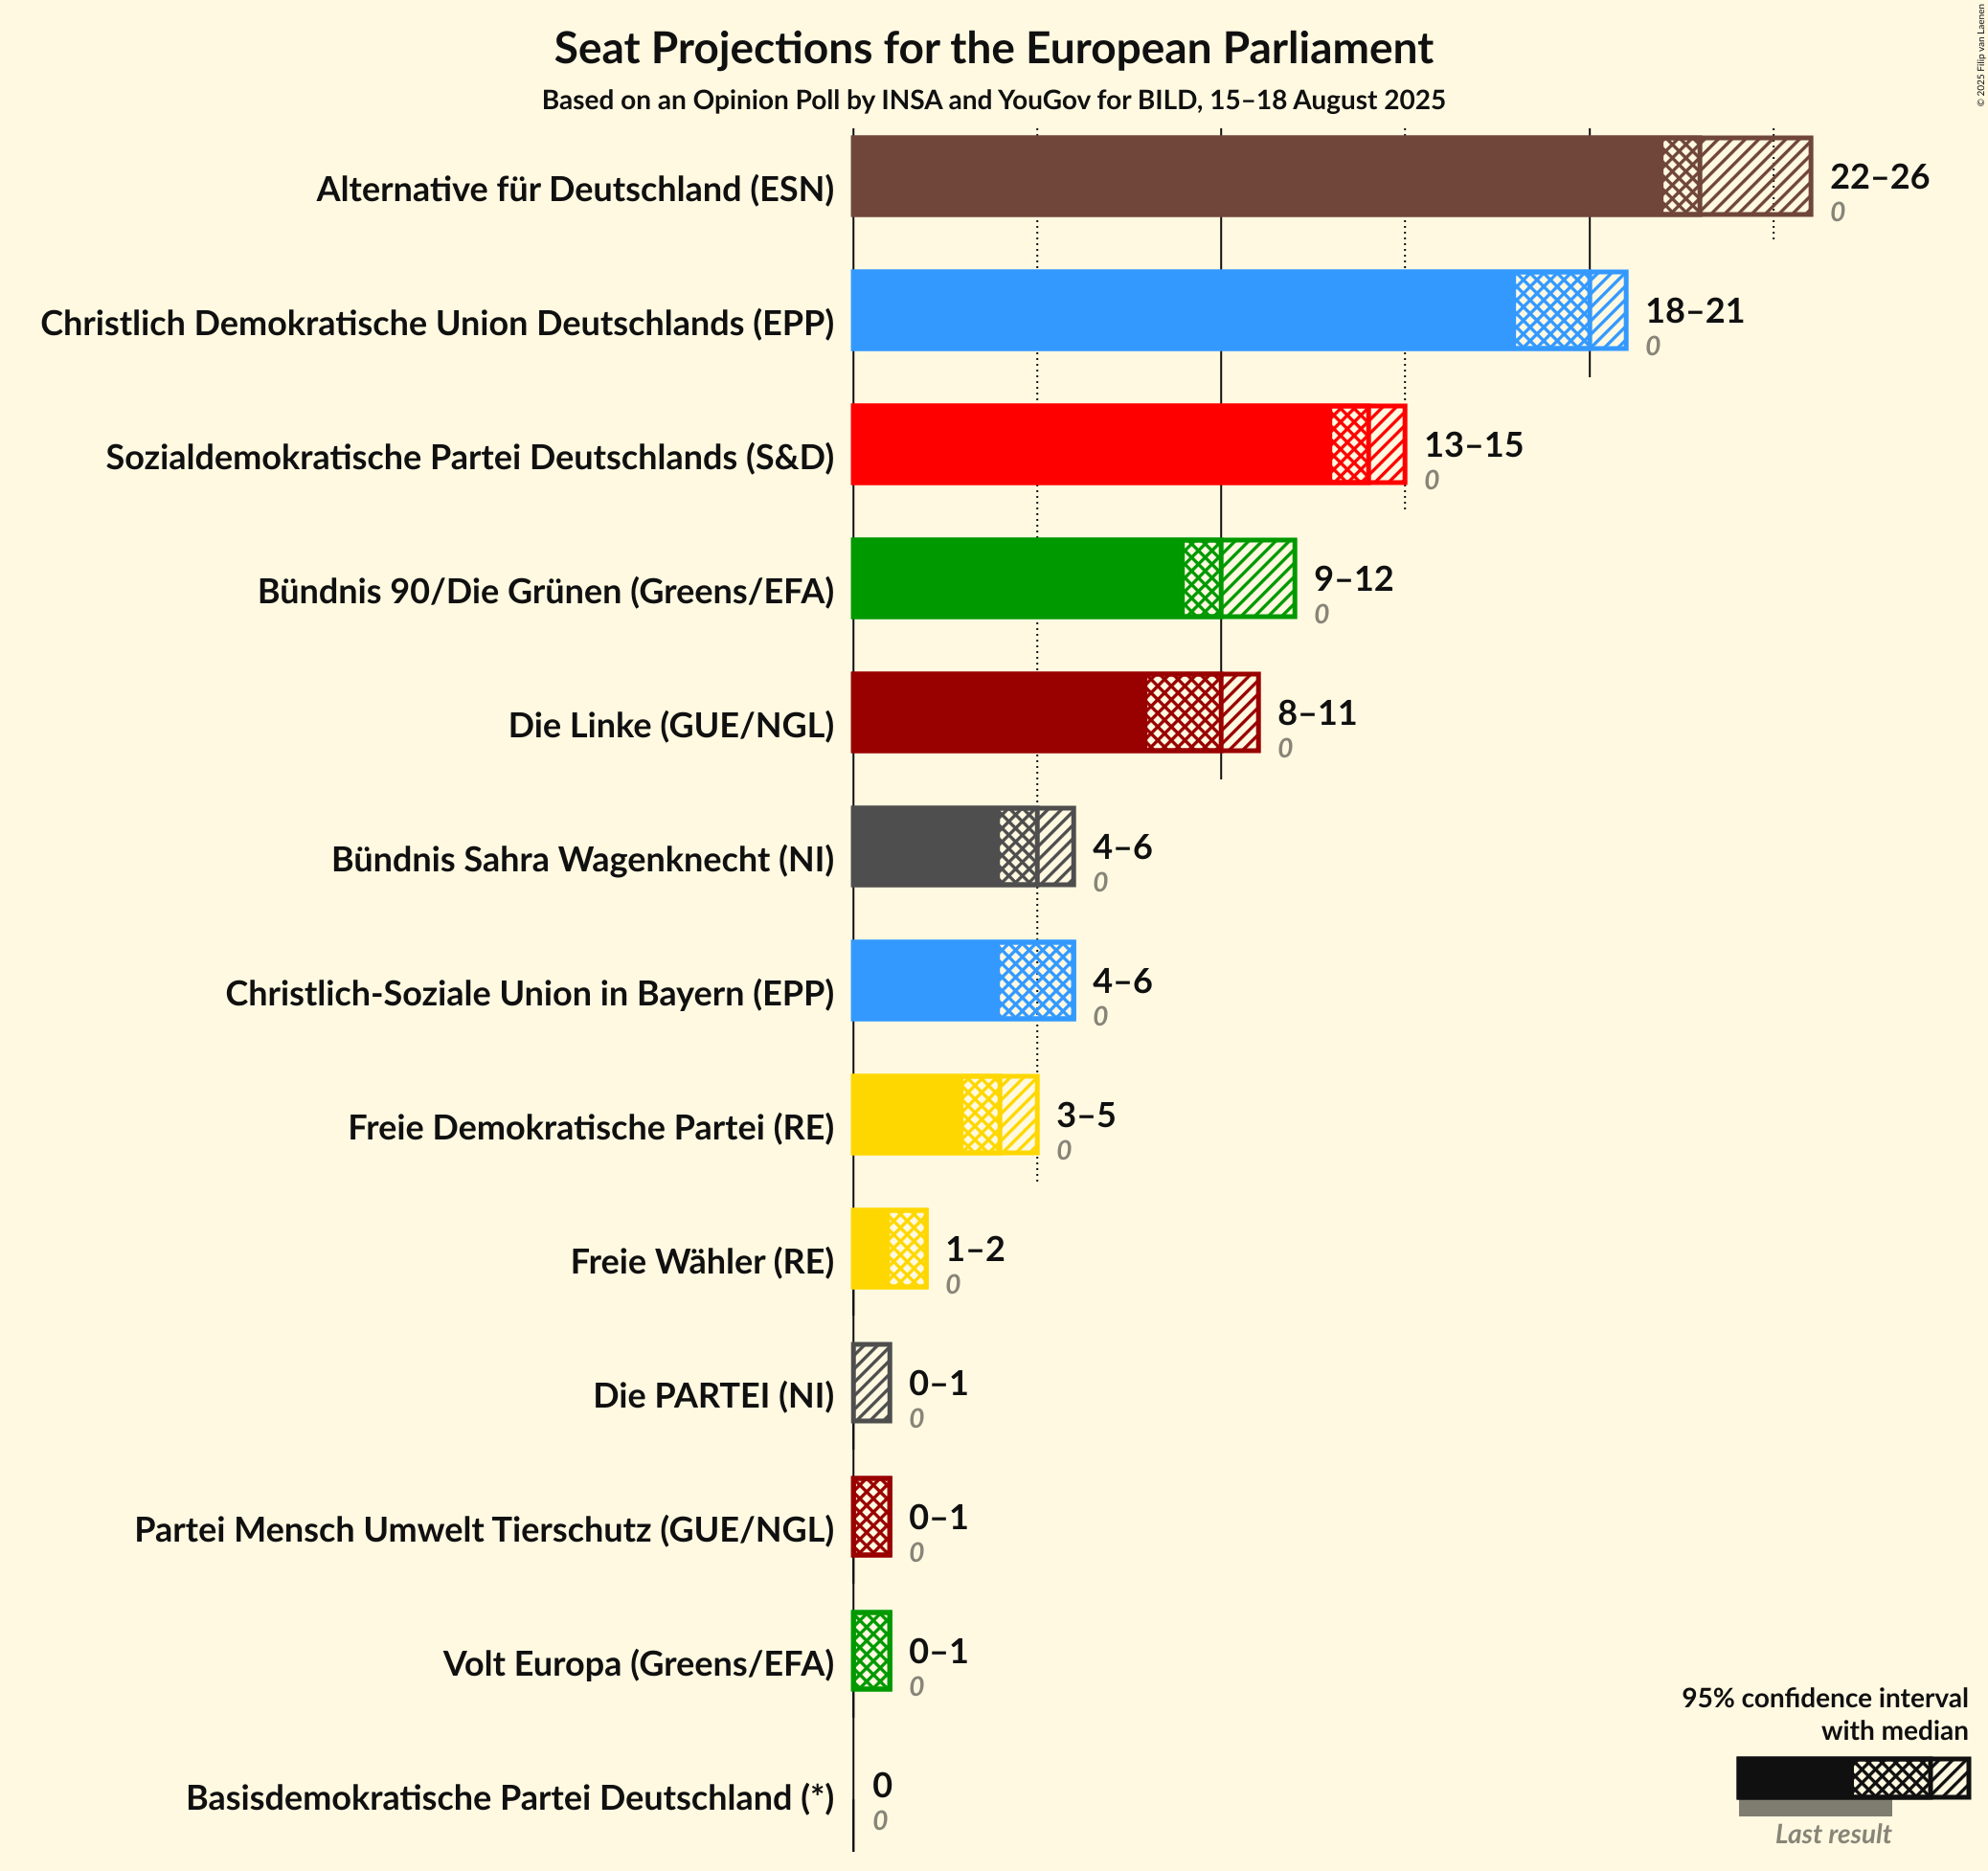 Seat Projections for the European Parliament
Based on an Opinion Poll by INSA and YouGov for BILD, 15–18 August 2025
© 2025 Filip van Laenen
Alternative für Deutschland (ESN)
22–26
0
Christlich Demokratische Union Deutschlands (EPP)
18–21
0
Sozialdemokratische Partei Deutschlands (S&D)
13–15
0
Bündnis 90/Die Grünen (Greens/EFA)
9–12
0
Die Linke (GUE/NGL)
8–11
0
Bündnis Sahra Wagenknecht (NI)
4–6
0
Christlich-Soziale Union in Bayern (EPP)
4–6
0
Freie Demokratische Partei (RE)
3–5
0
Freie Wähler (RE)
1–2
0
Die PARTEI (NI)
0–1
0
Partei Mensch Umwelt Tierschutz (GUE/NGL)
0–1
0
Volt Europa (Greens/EFA)
0–1
0
Basisdemokratische Partei Deutschland (*)
0
0
95% confidence interval
with median
Last result